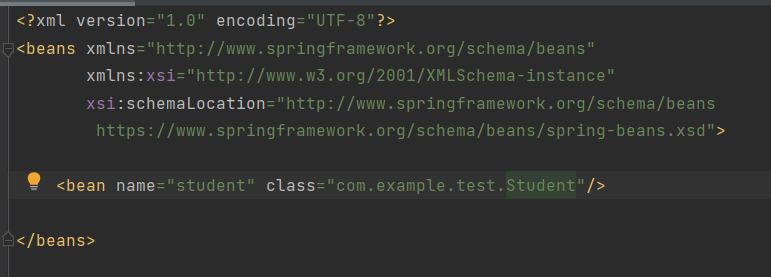 <?xml version="1.0" encoding="UTF-8"?>
<beans xmlns="http://www.springframework.org/schema/beans"
xmlns:xsi="http://www.w3.org/2001/XMLSchema-instance"
xsi:schemaLocation="http://www.springframework.org/schema/beans
https://www.springframework.org/schema/beans/spring-beans.xsd">
<bean name="student" class="com.example.test.Student"/>
</beans>